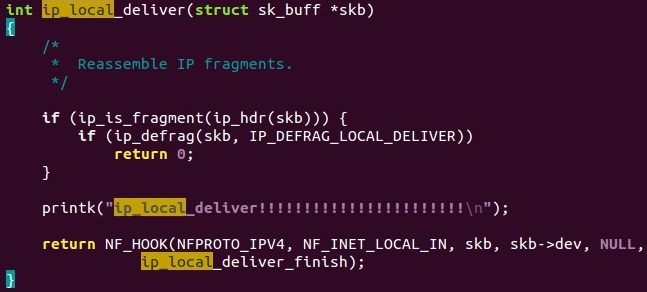 int ip_local_deliver(struct sk_buff *skb)
{
    /*
     *  Reassemble IP fragments.
     */
    if (ip_is_fragment(ip_hdr(skb))) {
        if (ip_defrag(skb, IP_DEFRAG_LOCAL_DELIVER))
            return 0;
    }
    printk("ip_local_deliver!!!!!!!!!!!!!!!!!!!!!!!\n");
    return NF_HOOK(NFPROTO_IPV4, NF_INET_LOCAL_IN, skb, skb->dev, NULL,
               ip_local_deliver_finish);
}